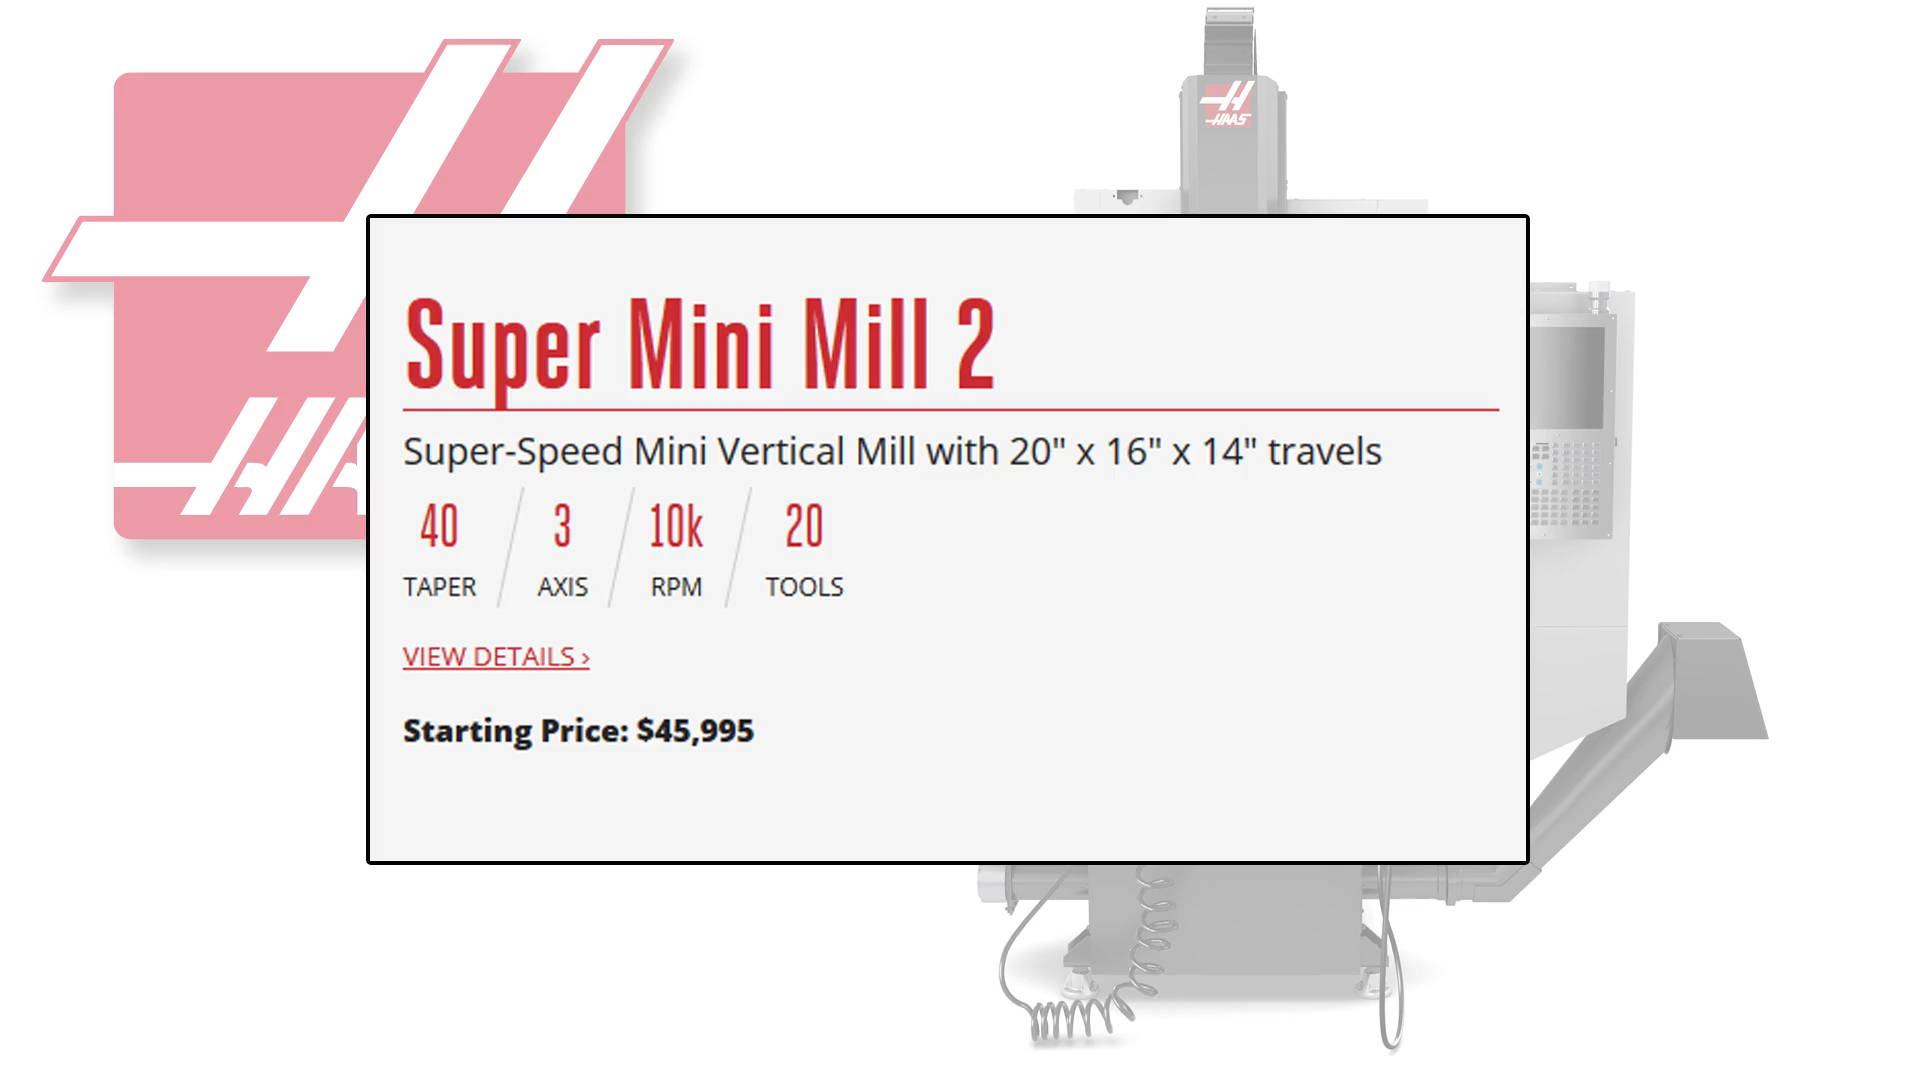 HAAS
Super Mini Mill 2
Super-Speed Mini Vertical Mill with 20" x 16" x 14" travels
40 3 10k 20
TAPER AXIS RPM TOOLS
VIEW DETAILS ›
Starting Price: $45,995
HA